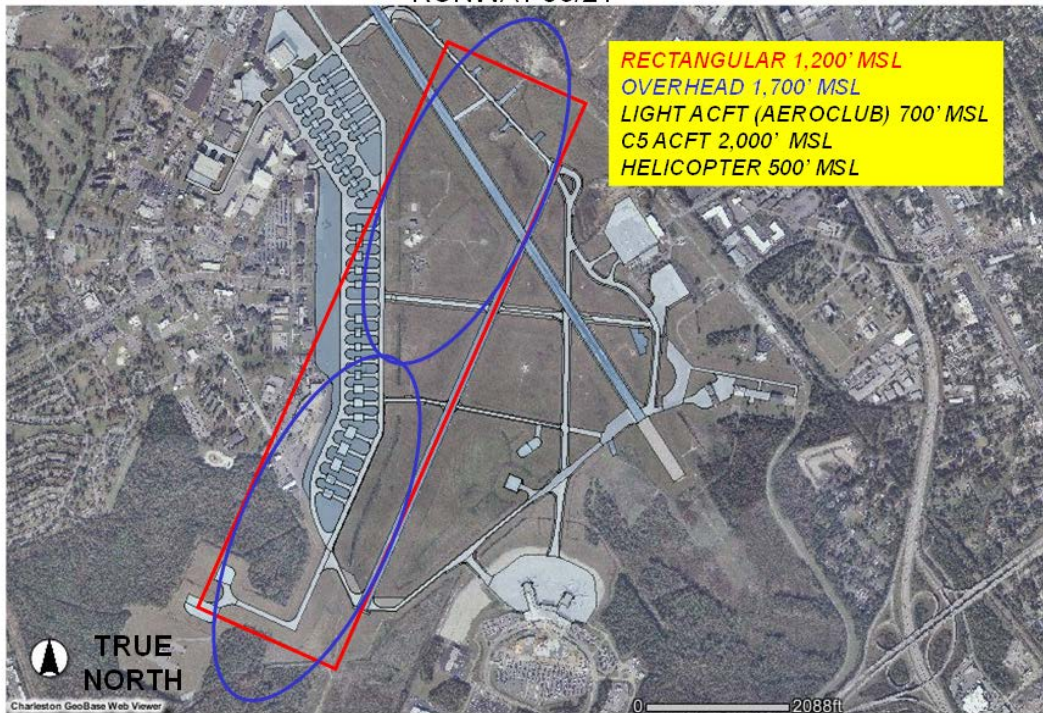 RECTANGULAR 1,200' MSL
OVERHEAD 1,700' MSL
LIGHT ACFT (AEROCLUB) 700' MSL
C5 ACFT 2,000' MSL
HELICOPTER 500' MSL
TRUE
NORTH
Charleston GeoBase Web Viewer
0 2088ft